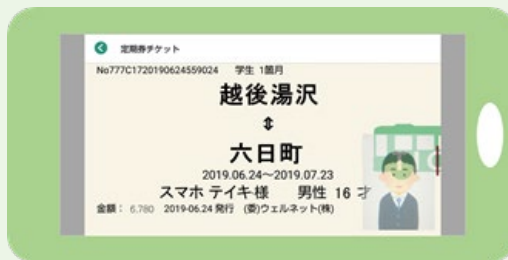 定期券チケット
No777C1720190624559024 学生 1箇月
越後湯沢
⇕
六日町
2019.06.24～2019.07.23
スマホ テイキ様 男性 16 才
金額： 6,780 2019-06.24 発行 (委)ウェルネット(株)